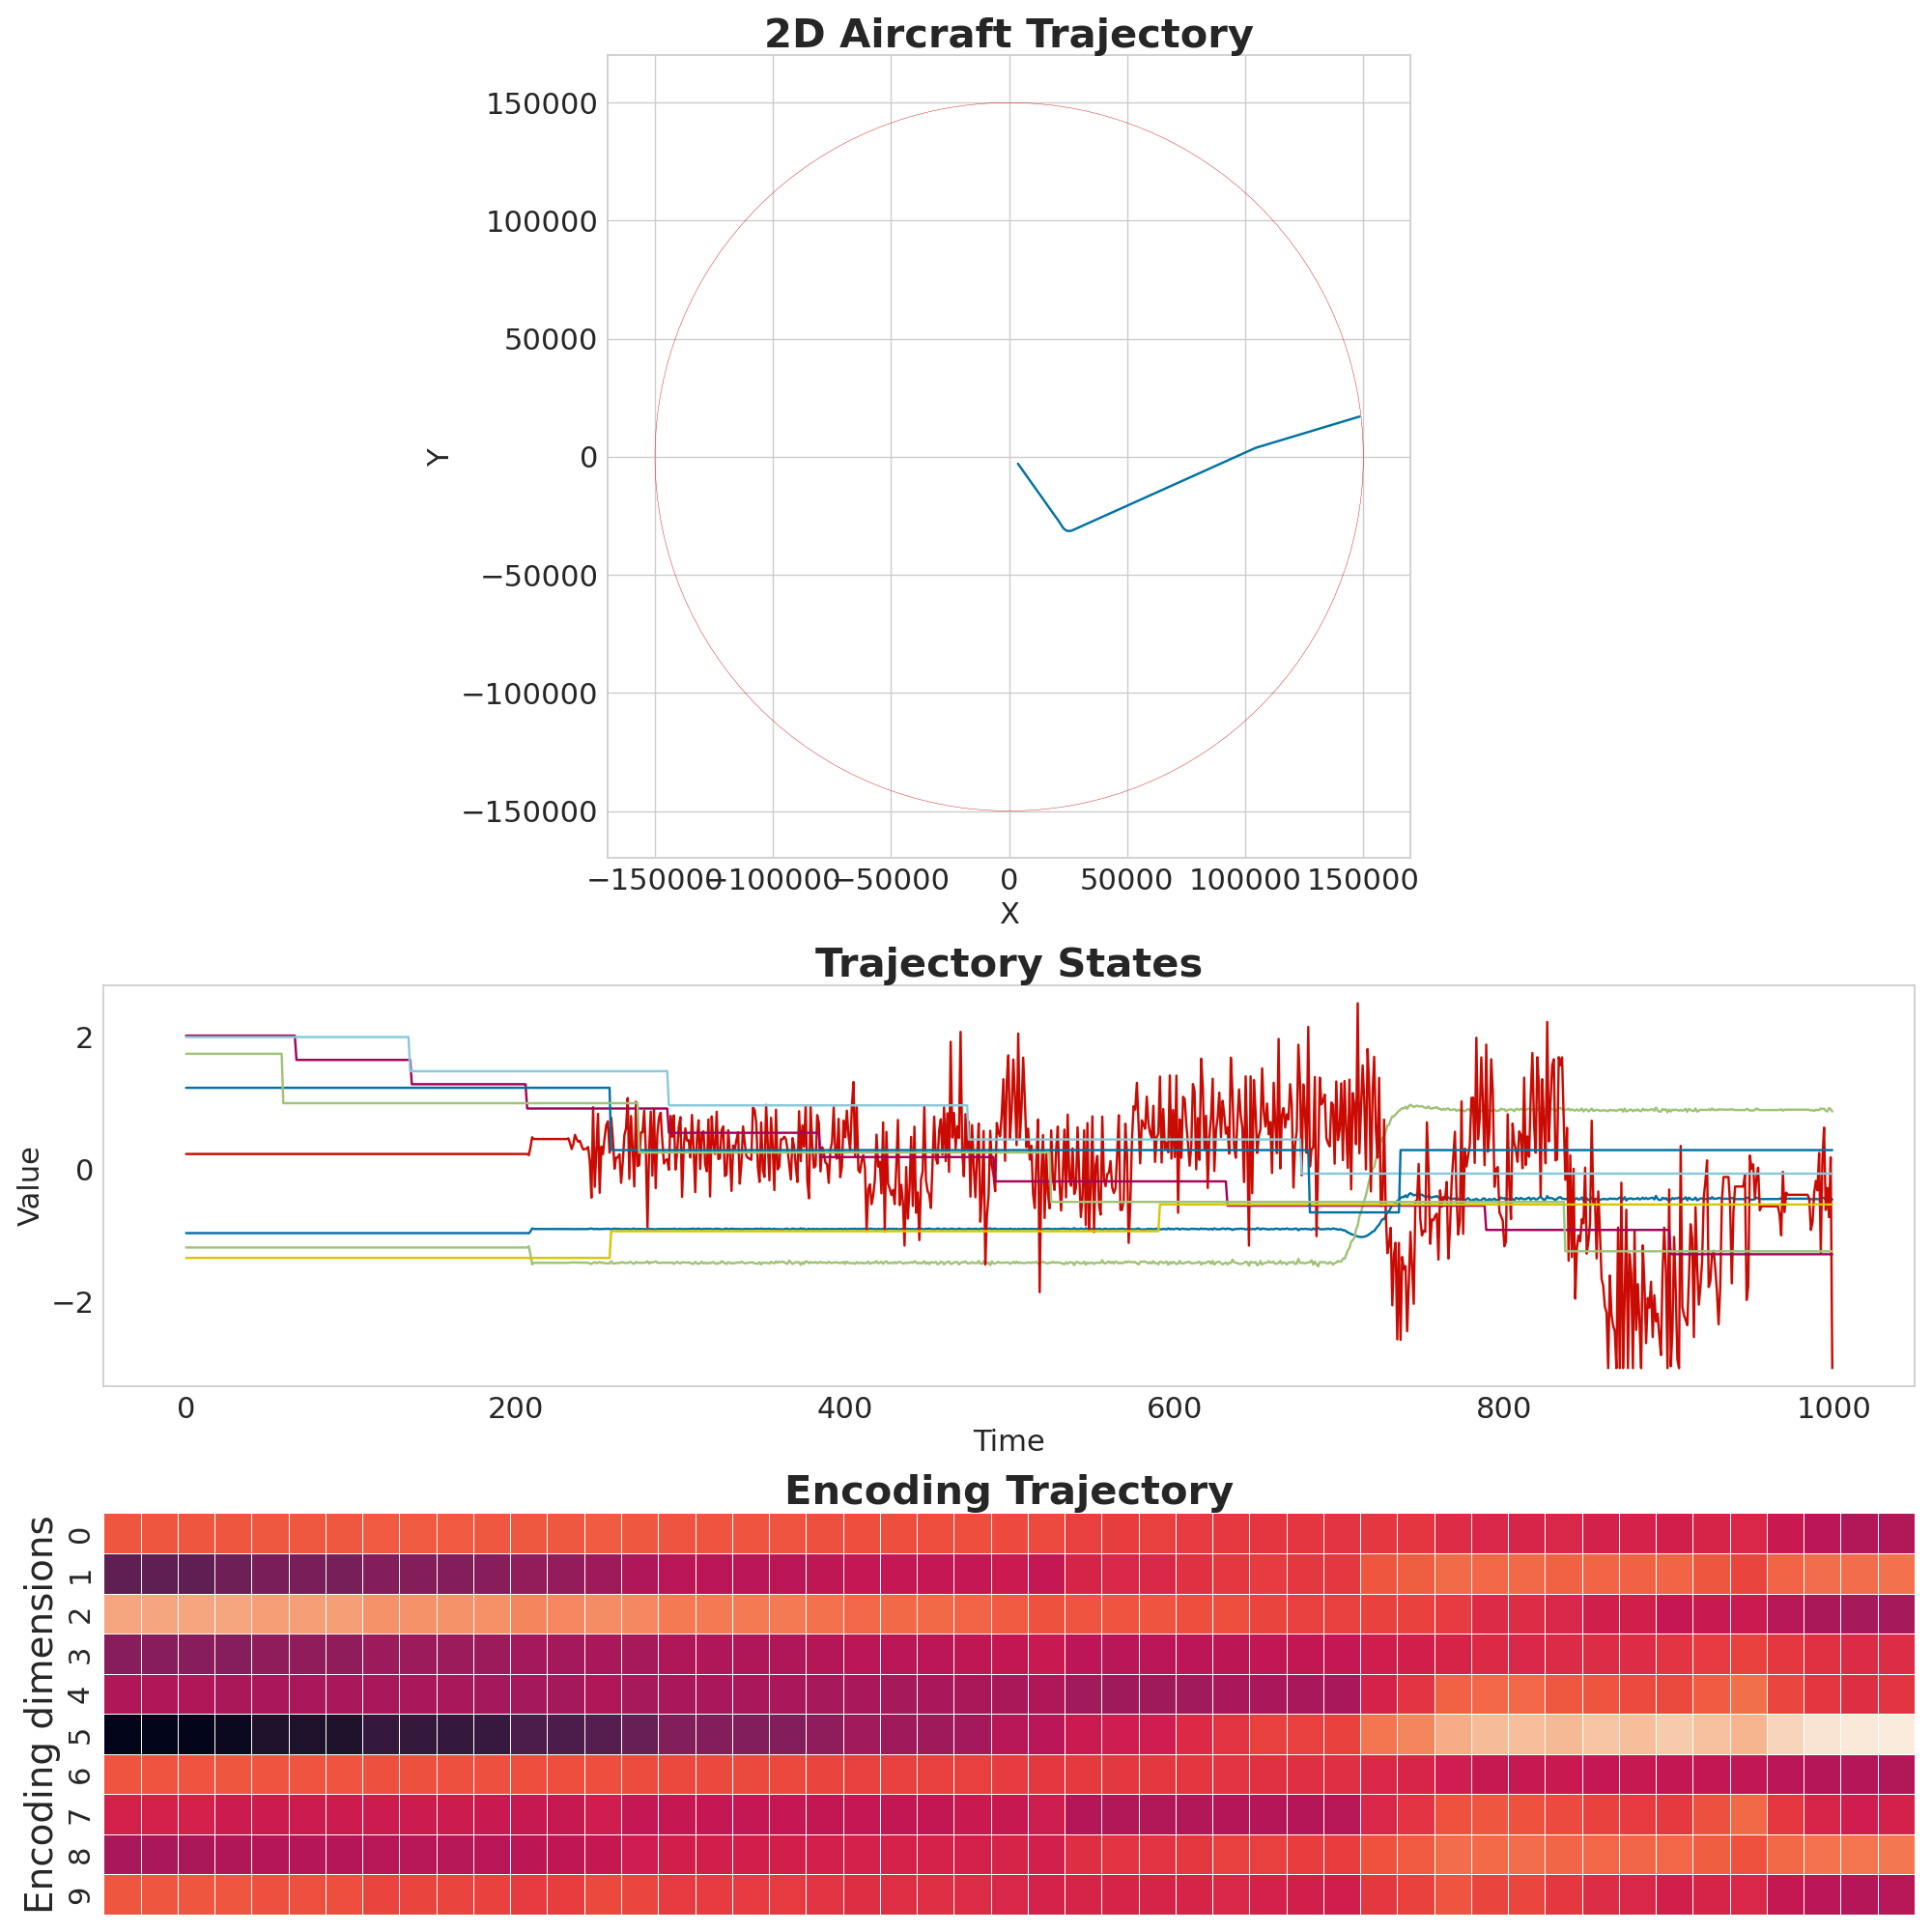 2D Aircraft Trajectory
150000
100000
50000
0
−50000
−100000
−150000
Y
−150000 −100000 −50000 0 50000 100000 150000
X
Trajectory States
2
0
−2
Value
0 200 400 600 800 1000
Time
Encoding Trajectory
Encoding dimensions
0
1
2
3
4
5
6
7
8
9